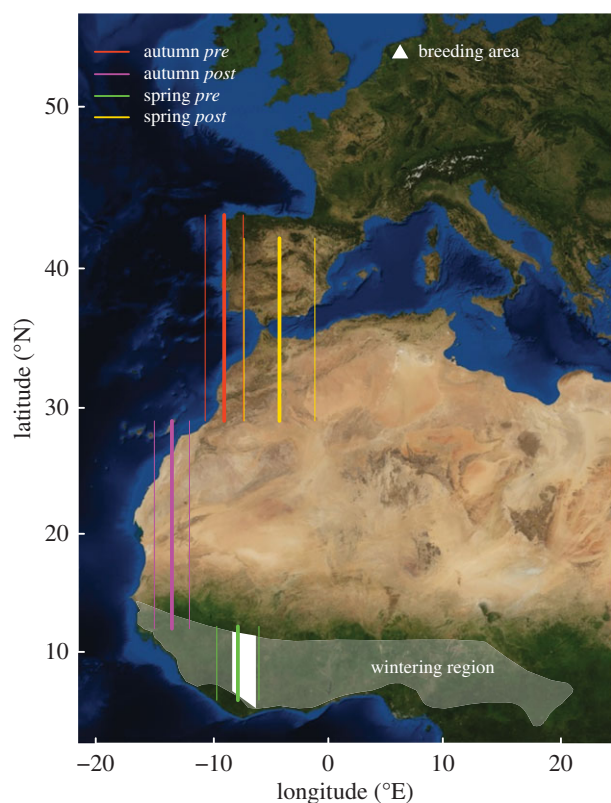 autumn pre
autumn post
spring pre
spring post
breeding area
50
40
30
20
10
latitude (°N)
wintering region
−20
−10
0
10
20
longitude (°E)